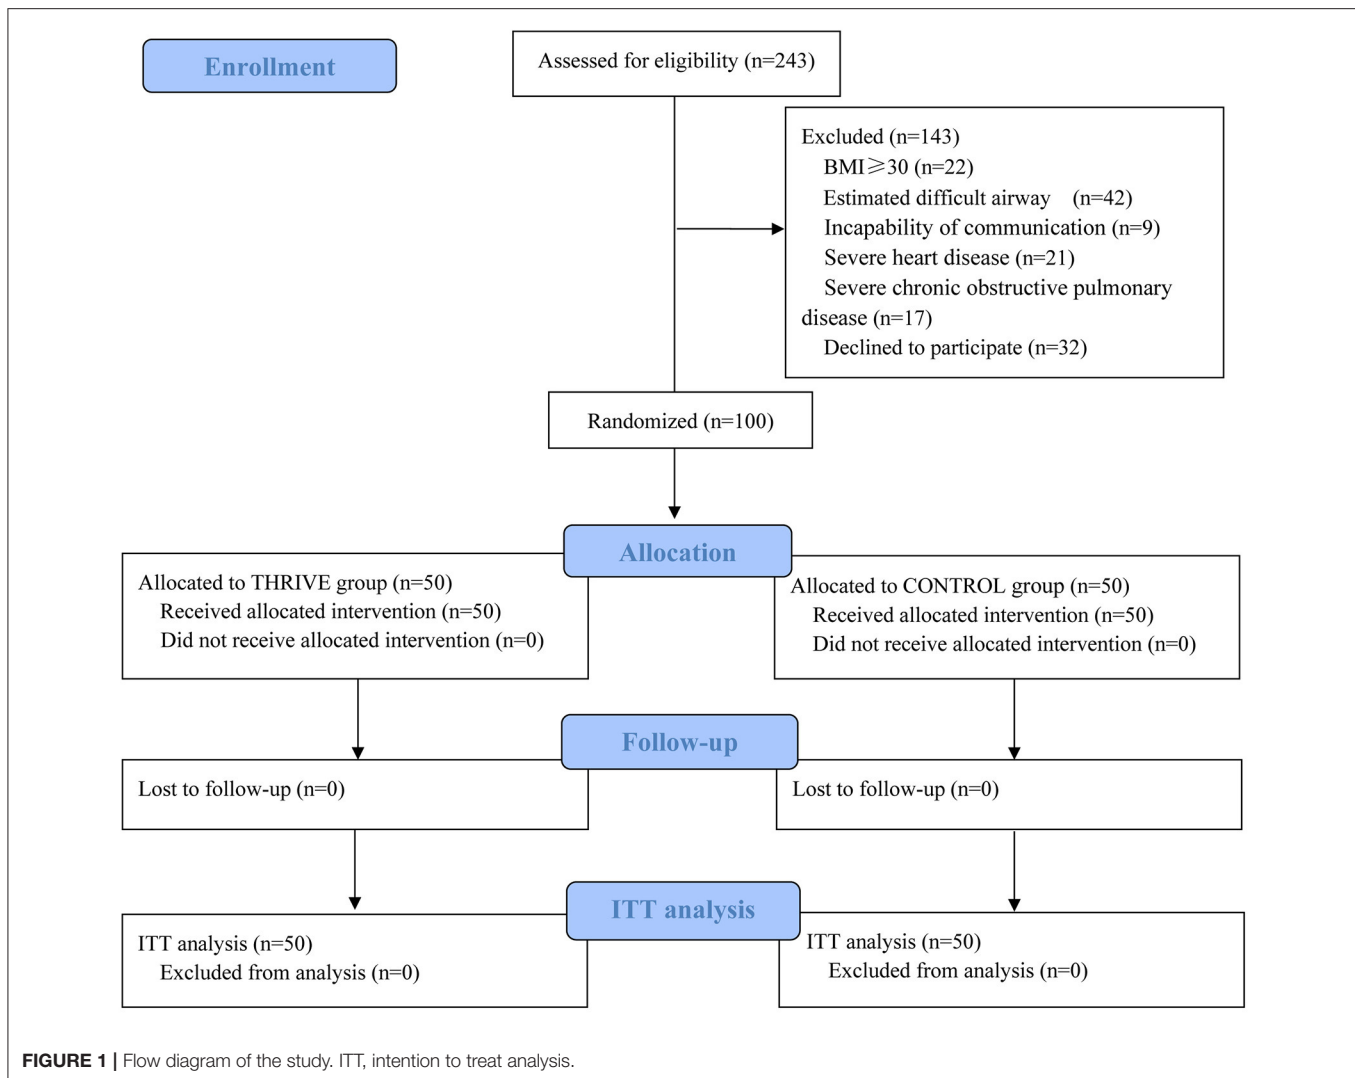 Enrollment
Assessed for eligibility (n=243)
Excluded (n=143)
BMI⩾30 (n=22)
Estimated difficult airway (n=42)
Incapability of communication (n=9)
Severe heart disease (n=21)
Severe chronic obstructive pulmonary
disease (n=17)
Declined to participate (n=32)
Randomized (n=100)
Allocation
Allocated to THRIVE group (n=50)
Received allocated intervention (n=50)
Did not receive allocated intervention (n=0)
Allocated to CONTROL group (n=50)
Received allocated intervention (n=50)
Did not receive allocated intervention (n=0)
Follow-up
Lost to follow-up (n=0)
Lost to follow-up (n=0)
ITT analysis
ITT analysis (n=50)
Excluded from analysis (n=0)
ITT analysis (n=50)
Excluded from analysis (n=0)
FIGURE 1 | Flow diagram of the study. ITT, intention to treat analysis.